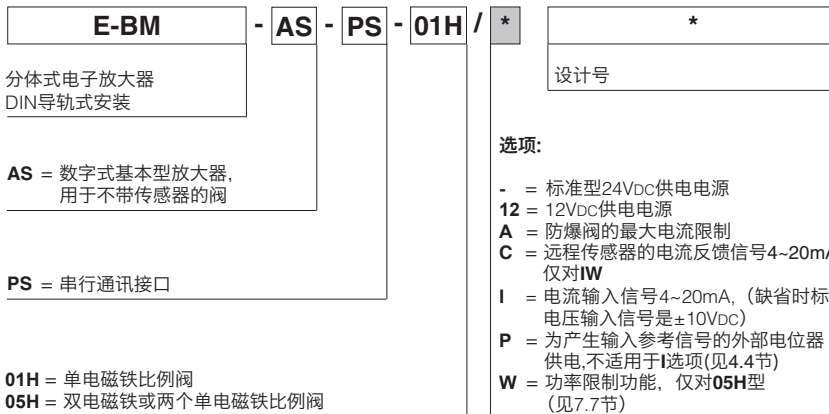 E-BM - AS - PS - 01H / * *
分体式电子放大器
DIN导轨式安装
设计号
AS = 数字式基本型放大器,
用于不带传感器的阀
PS = 串行通讯接口
01H = 单电磁铁比例阀
05H = 双电磁铁或两个单电磁铁比例阀
选项:
- = 标准型24VDC供电电源
12 = 12VDC供电电源
A = 防爆阀的最大电流限制
C = 远程传感器的电流反馈信号4~20mA
仅对IW
I = 电流输入信号4~20mA,(缺省时标
电压输入信号是±10VDC)
P = 为产生输入参考信号的外部电位器
供电,不适用于I选项(见4.4节)
W = 功率限制功能, 仅对05H型
(见7.7节)